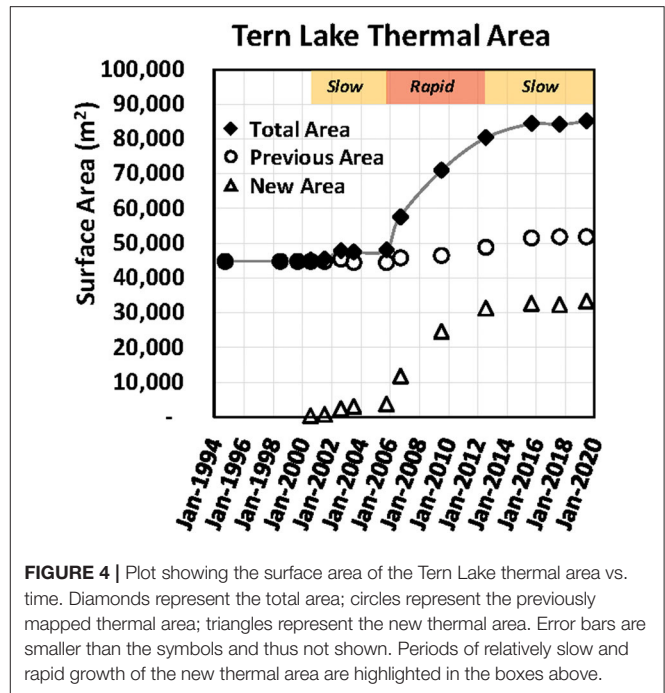 Tern Lake Thermal Area
100,000
90,000
80,000
70,000
60,000
50,000
40,000
30,000
20,000
10,000
-
Surface Area (m²)
Slow
Rapid
Slow
Total Area
Previous Area
New Area
Jan-1994
Jan-1996
Jan-1998
Jan-2000
Jan-2002
Jan-2004
Jan-2006
Jan-2008
Jan-2010
Jan-2012
Jan-2014
Jan-2016
Jan-2018
Jan-2020
FIGURE 4 | Plot showing the surface area of the Tern Lake thermal area vs.
time. Diamonds represent the total area; circles represent the previously
mapped thermal area; triangles represent the new thermal area. Error bars are
smaller than the symbols and thus not shown. Periods of relatively slow and
rapid growth of the new thermal area are highlighted in the boxes above.